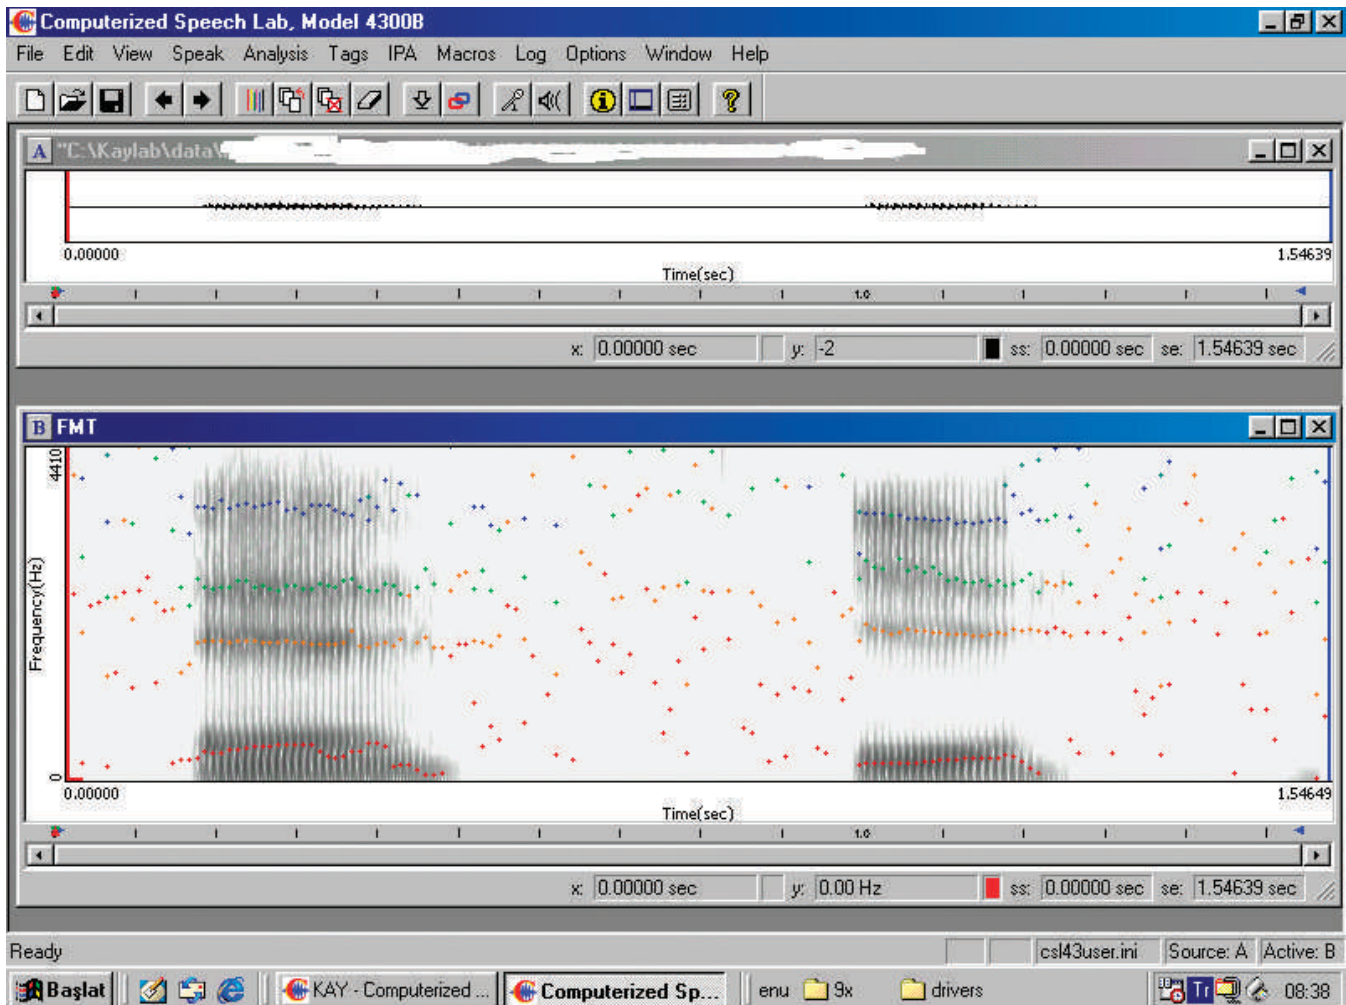 Computerized Speech Lab, Model 4300B
File Edit View Speak Analysis Tags IPA Macros Log Options Window Help
A "C:\Kaylab\data\
0.00000 1.54639
Time(sec)
1.0
x: 0.00000 sec y: -2 ss: 0.00000 sec se: 1.54639 sec
B FMT
4410
Frequency(Hz)
0
0.00000 1.54649
Time(sec)
1.0
x: 0.00000 sec y: 0.00 Hz ss: 0.00000 sec se: 1.54639 sec
Ready csl43user.ini Source: A Active: B
Başlat KAY - Computerized ... Computerized Sp... enu 9x drivers Tr 08:38